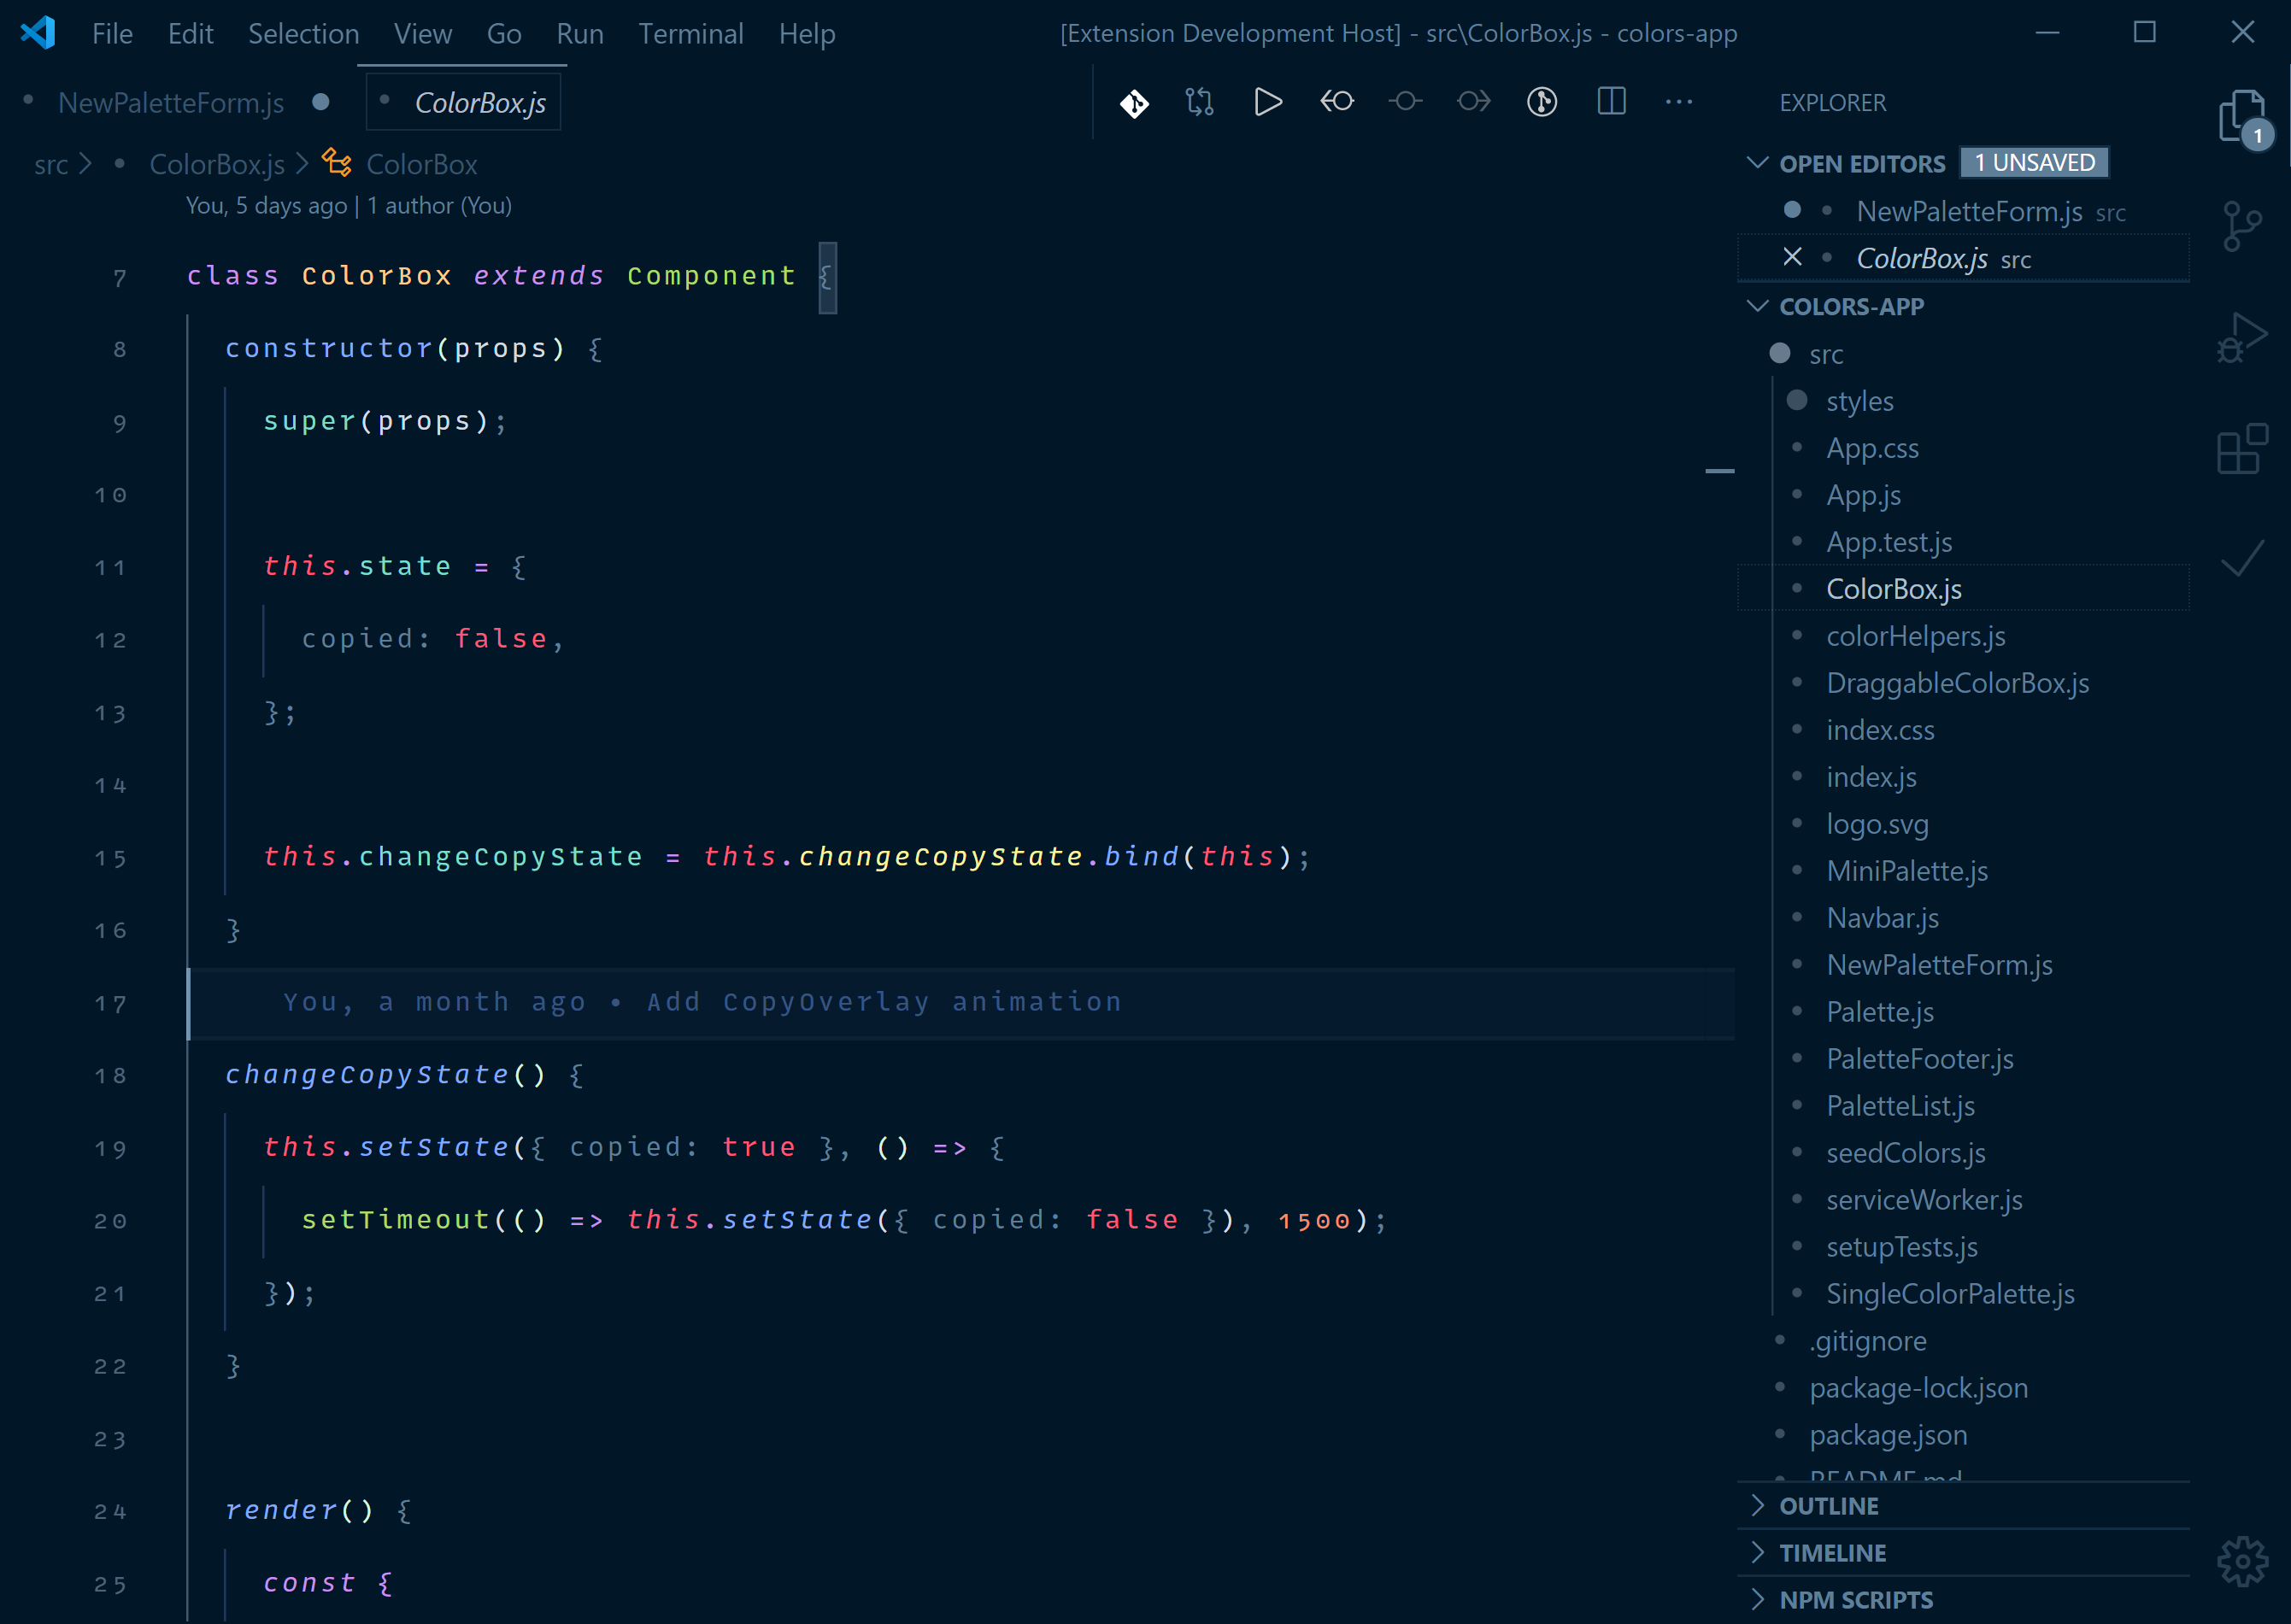 File Edit Selection View Go Run Terminal Help [Extension Development Host] - src\ColorBox.js - colors-app
NewPaletteForm.js ColorBox.js
src ColorBox.js ColorBox
You, 5 days ago | 1 author (You)
7 class ColorBox extends Component {
8 constructor(props) {
9 super(props);
10
11 this.state = {
12 copied: false,
13 };
14
15 this.changeCopyState = this.changeCopyState.bind(this);
16 }
17 You, a month ago • Add CopyOverlay animation
18 changeCopyState() {
19 this.setState({ copied: true }, () => {
20 setTimeout(() => this.setState({ copied: false }), 1500);
21 });
22 }
23
24 render() {
25 const {
EXPLORER
1
OPEN EDITORS 1 UNSAVED
NewPaletteForm.js src
ColorBox.js src
COLORS-APP
src
styles
App.css
App.js
App.test.js
ColorBox.js
colorHelpers.js
DraggableColorBox.js
index.css
index.js
logo.svg
MiniPalette.js
Navbar.js
NewPaletteForm.js
Palette.js
PaletteFooter.js
PaletteList.js
seedColors.js
serviceWorker.js
setupTests.js
SingleColorPalette.js
.gitignore
package-lock.json
package.json
README.md
OUTLINE
TIMELINE
NPM SCRIPTS